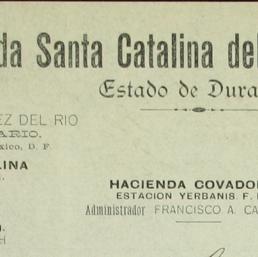 da Santa Catalina del
Estado de Dura
EZ DEL RIO
ARIO.
xico, D. F.
LINA
HACIENDA COVADO
ESTACION YERBANIS. F.
Administrador FRANCISCO A. CA